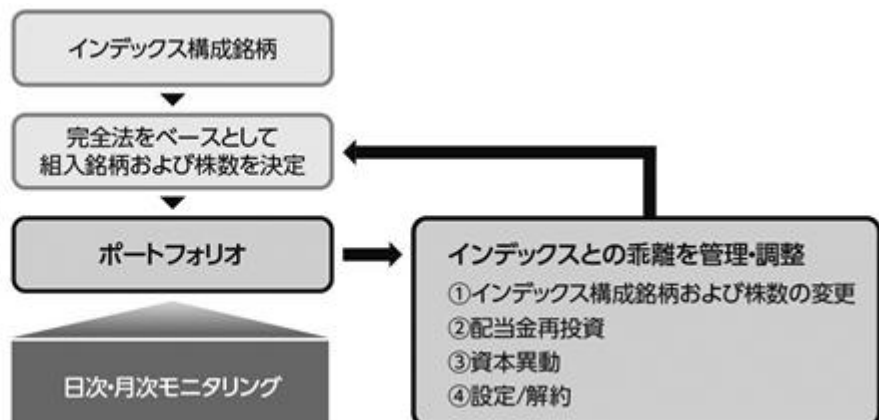 インデックス構成銘柄
完全法をベースとして
組入銘柄および株数を決定
ポートフォリオ
日次・月次モニタリング
インデックスとの乖離を管理・調整
①インデックス構成銘柄および株数の変更
②配当金再投資
③資本異動
④設定/解約